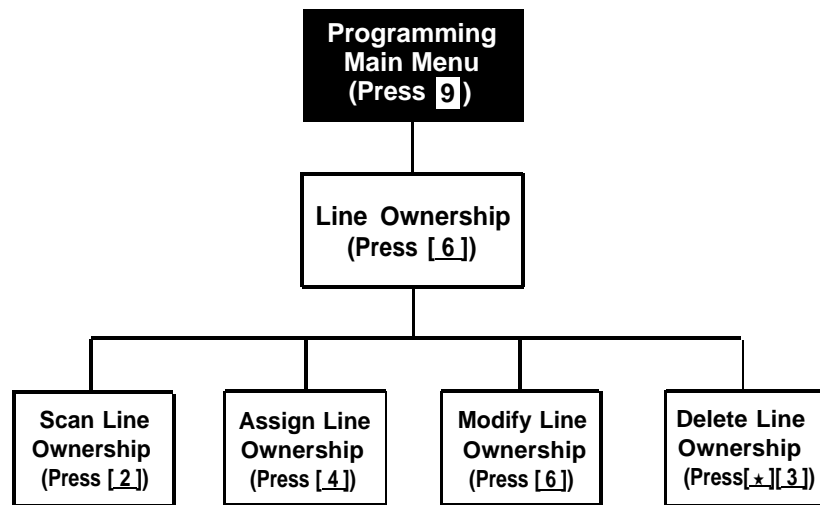 Programming
Main Menu
(Press 9)
Line Ownership
(Press [ 6 ])
Scan Line
Ownership
(Press [ 2 ])
Assign Line
Ownership
(Press [ 4 ])
Modify Line
Ownership
(Press [ 6 ])
Delete Line
Ownership
(Press[ ★ ][ 3 ])